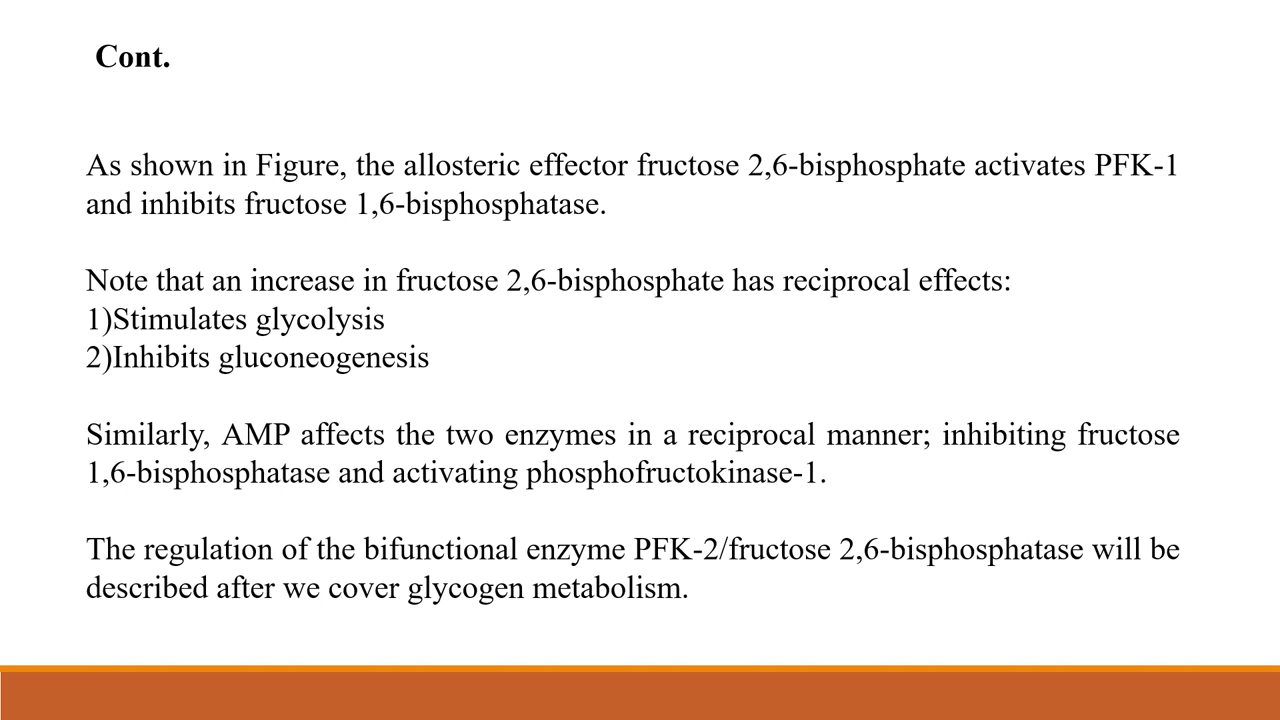 Cont.
As shown in Figure, the allosteric effector fructose 2,6-bisphosphate activates PFK-1
and inhibits fructose 1,6-bisphosphatase.
Note that an increase in fructose 2,6-bisphosphate has reciprocal effects:
1)Stimulates glycolysis
2)Inhibits gluconeogenesis
Similarly, AMP affects the two enzymes in a reciprocal manner; inhibiting fructose
1,6-bisphosphatase and activating phosphofructokinase-1.
The regulation of the bifunctional enzyme PFK-2/fructose 2,6-bisphosphatase will be
described after we cover glycogen metabolism.